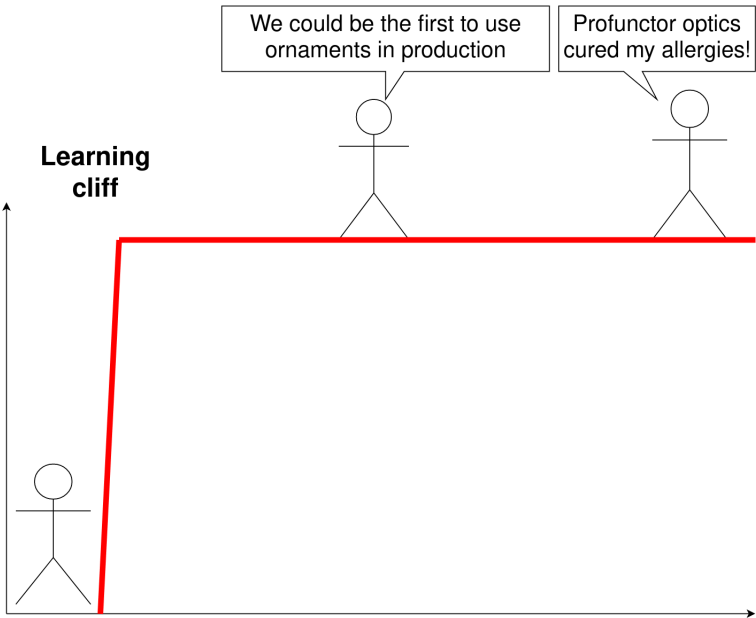 We could be the first to use
ornaments in production
Profunctor optics
cured my allergies!
Learning
cliff